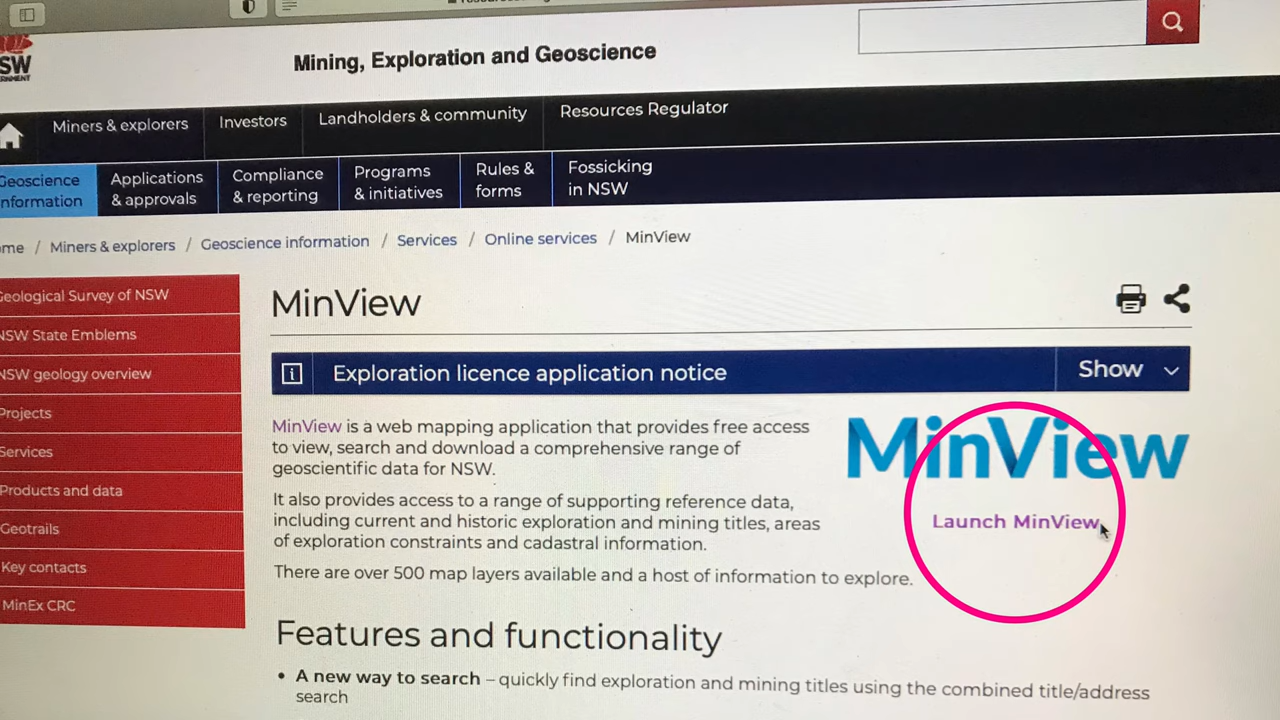 SW
Mining, Exploration and Geoscience
Miners & explorers
Investors
Landholders & community
Resources Regulator
Geoscience
information
Applications
& approvals
Compliance
& reporting
Programs
& initiatives
Rules &
forms
Fossicking
in NSW
me / Miners & explorers / Geoscience information / Services / Online services / MinView
Geological Survey of NSW
NSW State Emblems
NSW geology overview
Projects
Services
Products and data
Geotrails
Key contacts
MinEx CRC
MinView
i Exploration licence application notice Show
MinView is a web mapping application that provides free access
to view, search and download a comprehensive range of
geoscientific data for NSW.
It also provides access to a range of supporting reference data,
including current and historic exploration and mining titles, areas
of exploration constraints and cadastral information.
There are over 500 map layers available and a host of information to explore.
MinView
Launch MinView
Features and functionality
• A new way to search – quickly find exploration and mining titles using the combined title/address
search